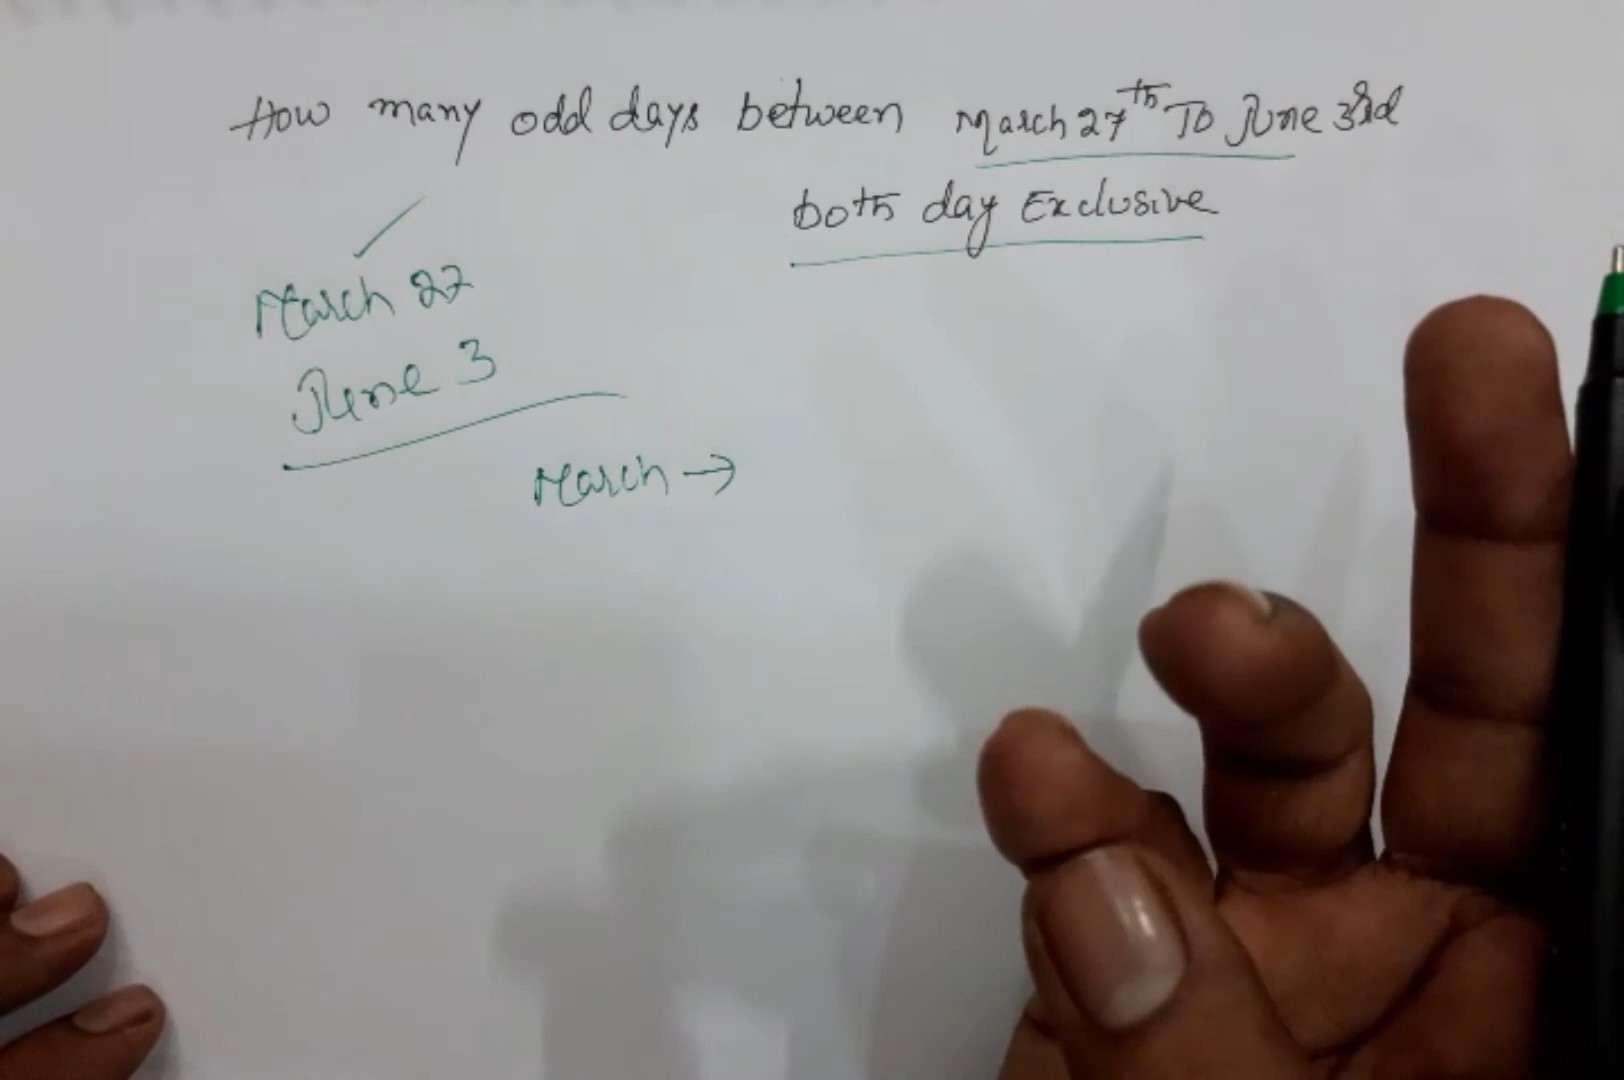 How many odd days between March 27th To June 3rd
both day Exclusive
March 27
June 3
March →